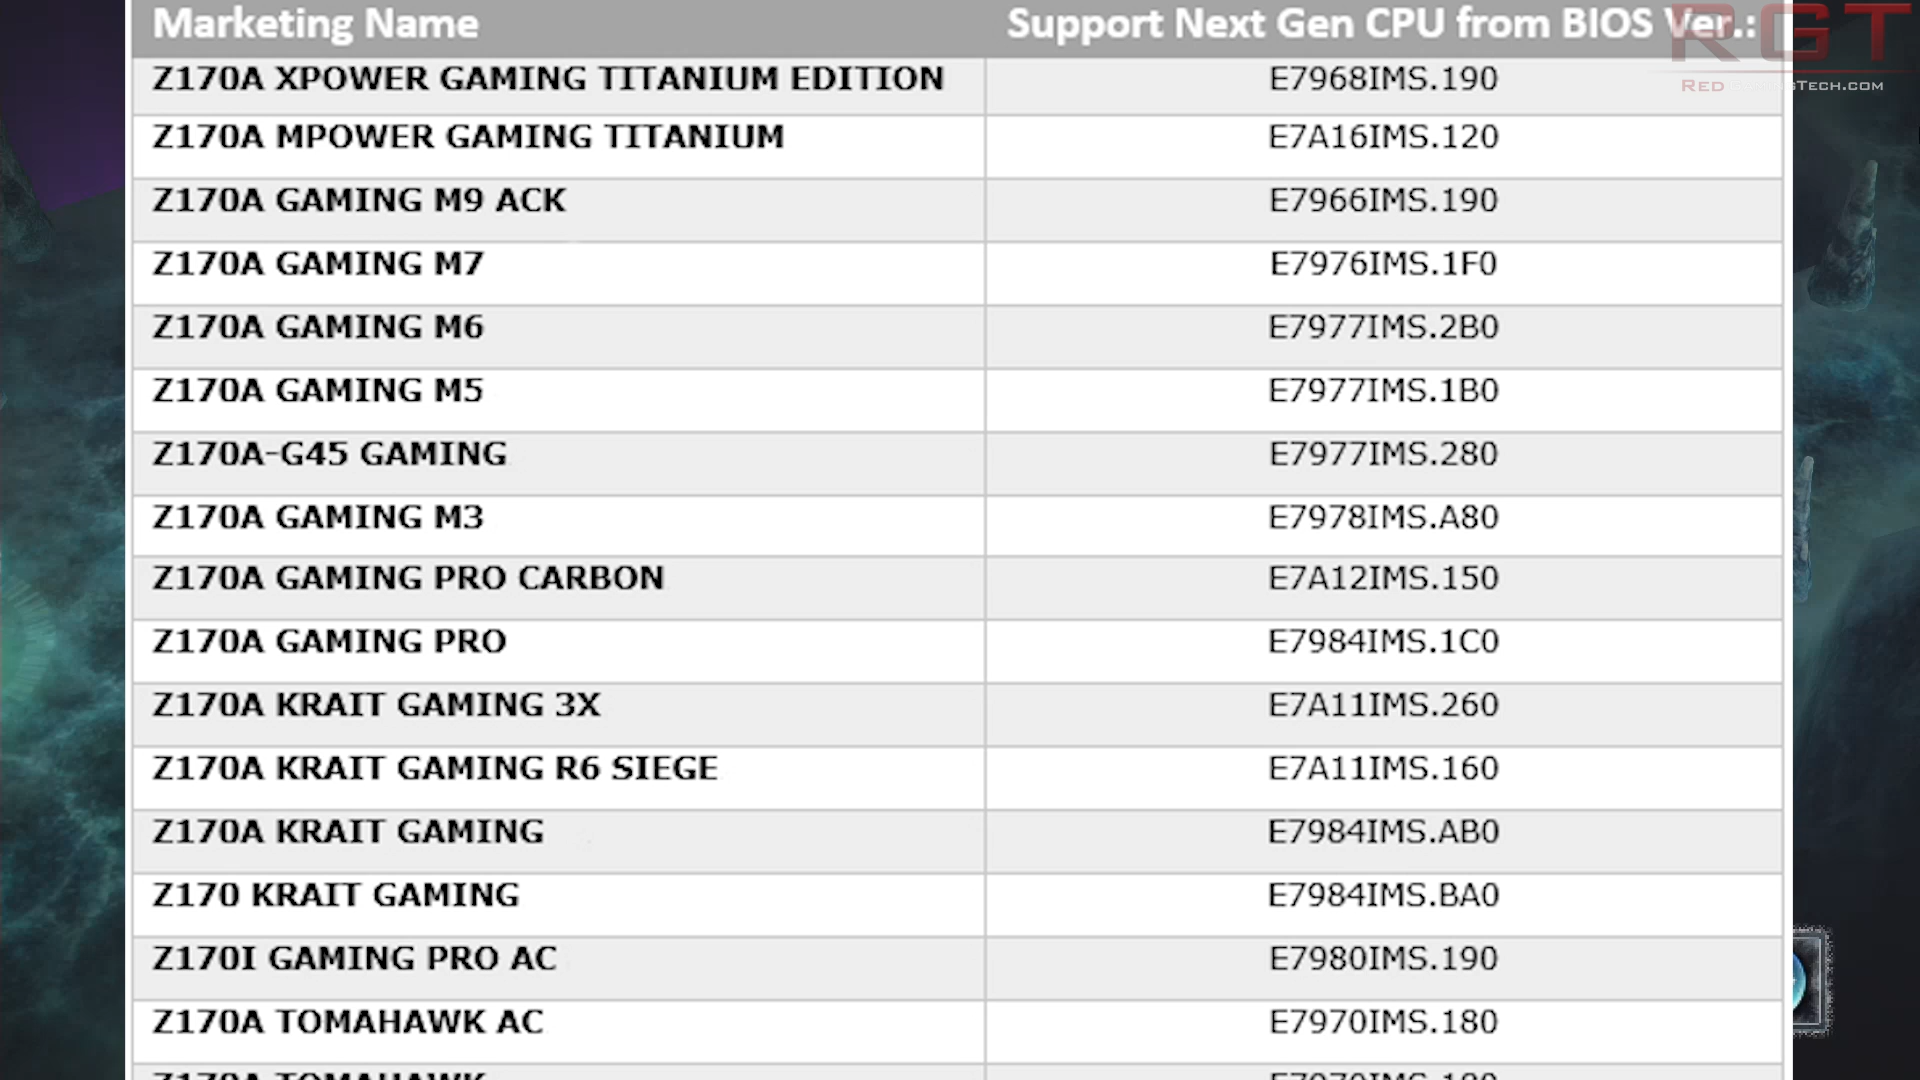 Marketing Name Support Next Gen CPU from BIOS Ver.:
RGT
Z170A XPOWER GAMING TITANIUM EDITION E7968IMS.190
Z170A MPOWER GAMING TITANIUM E7A16IMS.120
Z170A GAMING M9 ACK E7966IMS.190
Z170A GAMING M7 E7976IMS.1F0
Z170A GAMING M6 E7977IMS.2B0
Z170A GAMING M5 E7977IMS.1B0
Z170A-G45 GAMING E7977IMS.280
Z170A GAMING M3 E7978IMS.A80
Z170A GAMING PRO CARBON E7A12IMS.150
Z170A GAMING PRO E7984IMS.1C0
Z170A KRAIT GAMING 3X E7A11IMS.260
Z170A KRAIT GAMING R6 SIEGE E7A11IMS.160
Z170A KRAIT GAMING E7984IMS.AB0
Z170 KRAIT GAMING E7984IMS.BA0
Z170I GAMING PRO AC E7980IMS.190
Z170A TOMAHAWK AC E7970IMS.180
Z170A TOMAHAWK